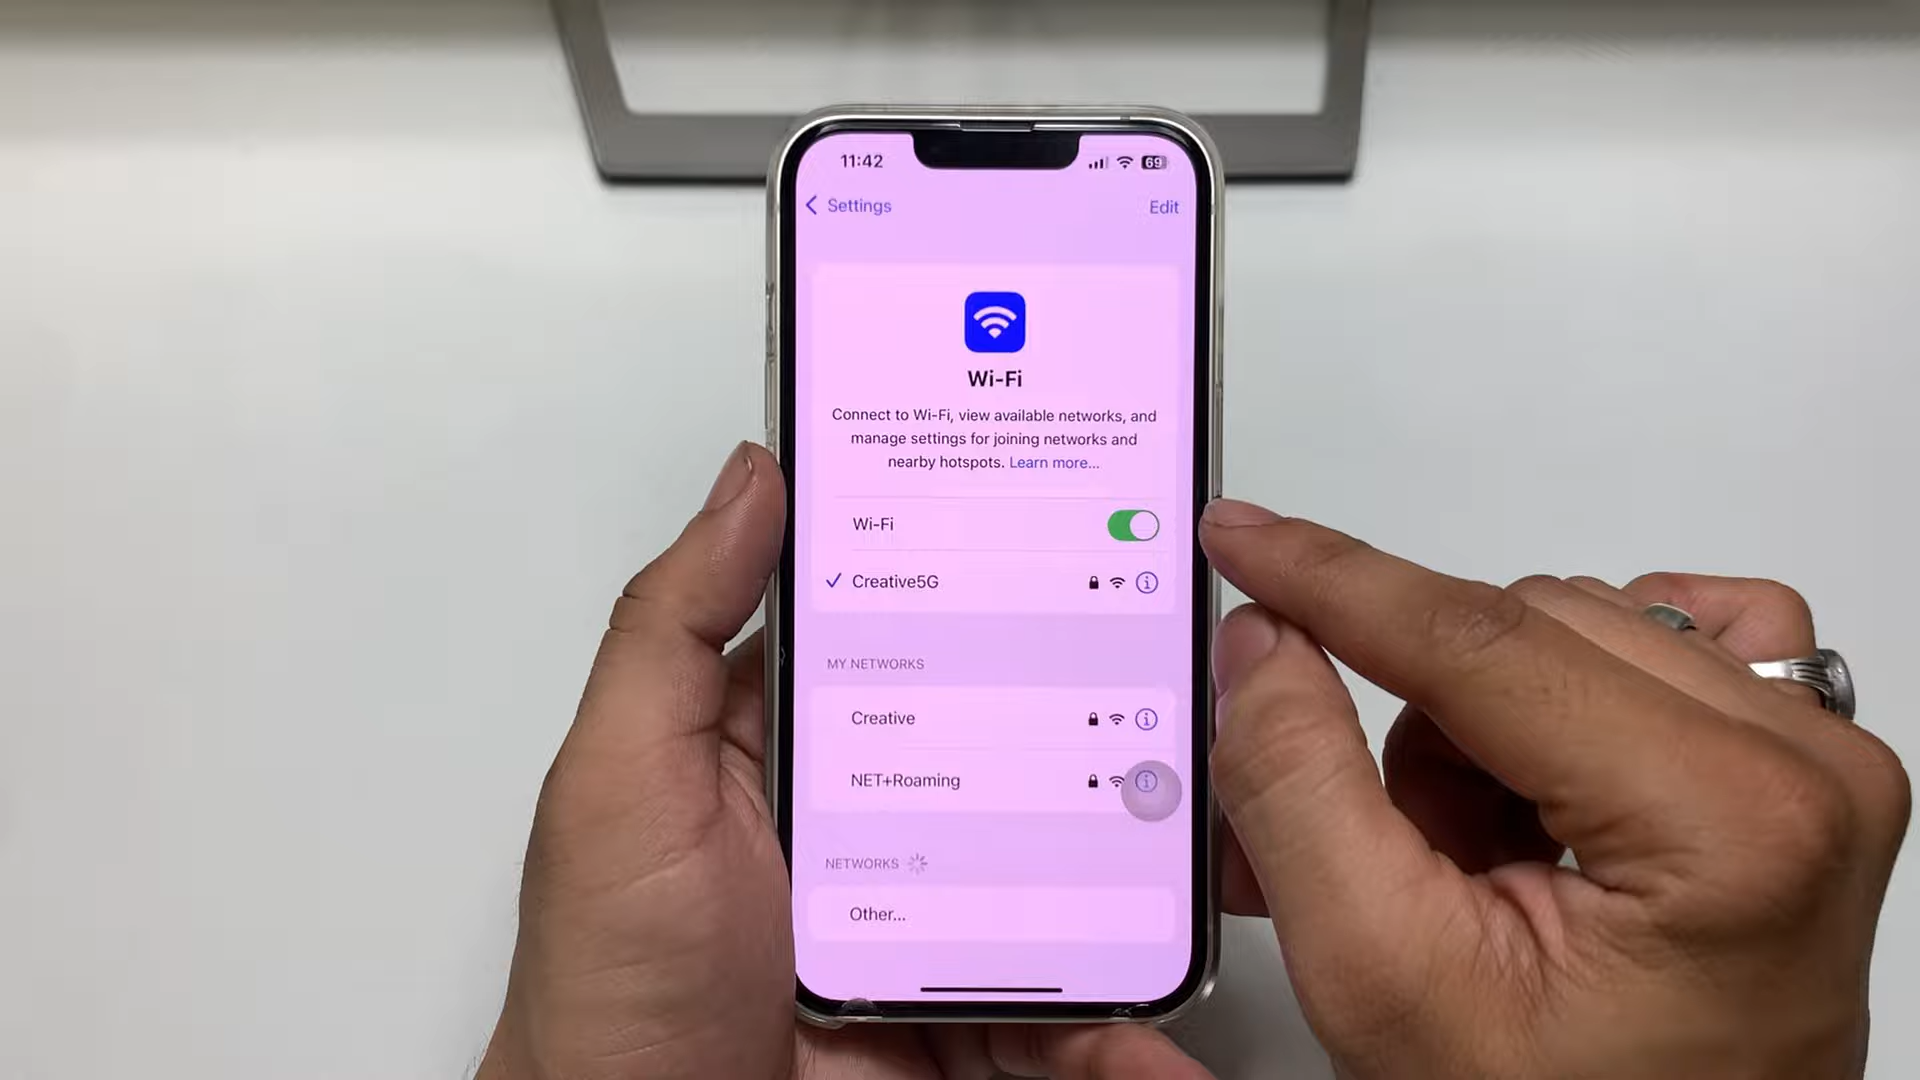 11:42
69
Settings
Edit
Wi-Fi
Connect to Wi-Fi, view available networks, and
manage settings for joining networks and
nearby hotspots. Learn more...
Wi-Fi
Creative5G
MY NETWORKS
Creative
NET+Roaming
NETWORKS
Other...